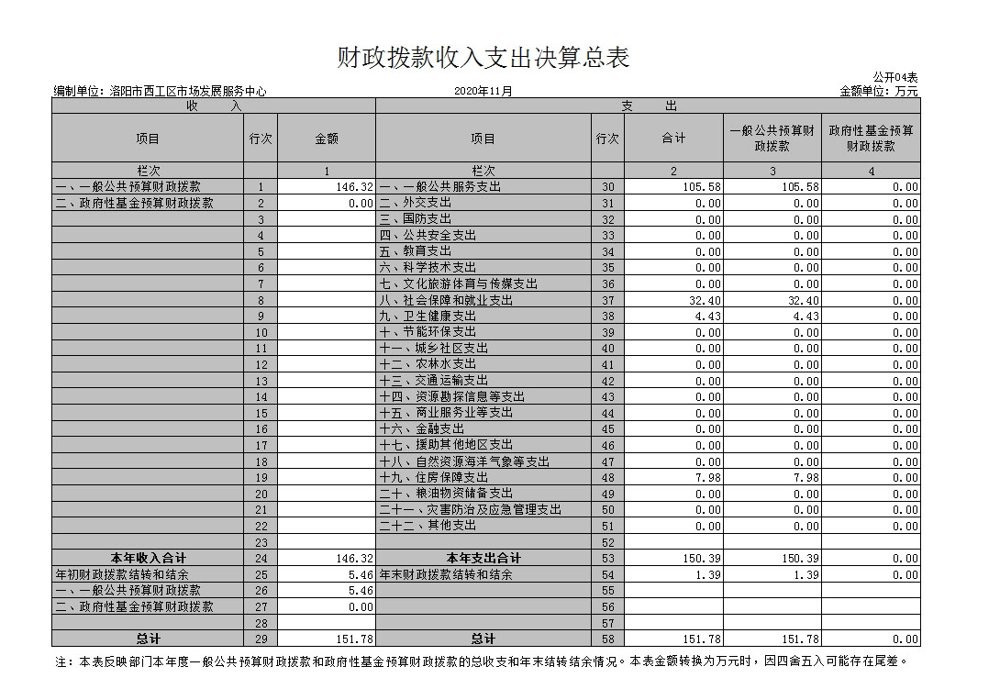 财政拨款收入支出决算总表
公开04表
编制单位：洛阳市西工区市场发展服务中心 2020年11月 金额单位：万元
收 入 支 出
项目 行次 金额 项目 行次 合计 一般公共预算财政拨款 政府性基金预算财政拨款
栏次 1 栏次 2 3 4
一、一般公共预算财政拨款 1 146.32 一、一般公共服务支出 30 105.58 105.58 0.00
二、政府性基金预算财政拨款 2 0.00 二、外交支出 31 0.00 0.00 0.00
3 三、国防支出 32 0.00 0.00 0.00
4 四、公共安全支出 33 0.00 0.00 0.00
5 五、教育支出 34 0.00 0.00 0.00
6 六、科学技术支出 35 0.00 0.00 0.00
7 七、文化旅游体育与传媒支出 36 0.00 0.00 0.00
8 八、社会保障和就业支出 37 32.40 32.40 0.00
9 九、卫生健康支出 38 4.43 4.43 0.00
10 十、节能环保支出 39 0.00 0.00 0.00
11 十一、城乡社区支出 40 0.00 0.00 0.00
12 十二、农林水支出 41 0.00 0.00 0.00
13 十三、交通运输支出 42 0.00 0.00 0.00
14 十四、资源勘探信息等支出 43 0.00 0.00 0.00
15 十五、商业服务业等支出 44 0.00 0.00 0.00
16 十六、金融支出 45 0.00 0.00 0.00
17 十七、援助其他地区支出 46 0.00 0.00 0.00
18 十八、自然资源海洋气象等支出 47 0.00 0.00 0.00
19 十九、住房保障支出 48 7.98 7.98 0.00
20 二十、粮油物资储备支出 49 0.00 0.00 0.00
21 二十一、灾害防治及应急管理支出 50 0.00 0.00 0.00
22 二十二、其他支出 51 0.00 0.00 0.00
23 52
本年收入合计 24 146.32 本年支出合计 53 150.39 150.39 0.00
年初财政拨款结转和结余 25 5.46 年末财政拨款结转和结余 54 1.39 1.39 0.00
一、一般公共预算财政拨款 26 5.46 55
二、政府性基金预算财政拨款 27 0.00 56
28 57
总计 29 151.78 总计 58 151.78 151.78 0.00
注：本表反映部门本年度一般公共预算财政拨款和政府性基金预算财政拨款的总收支和年末结转结余情况。本表金额转换为万元时，因四舍五入可能存在尾差。